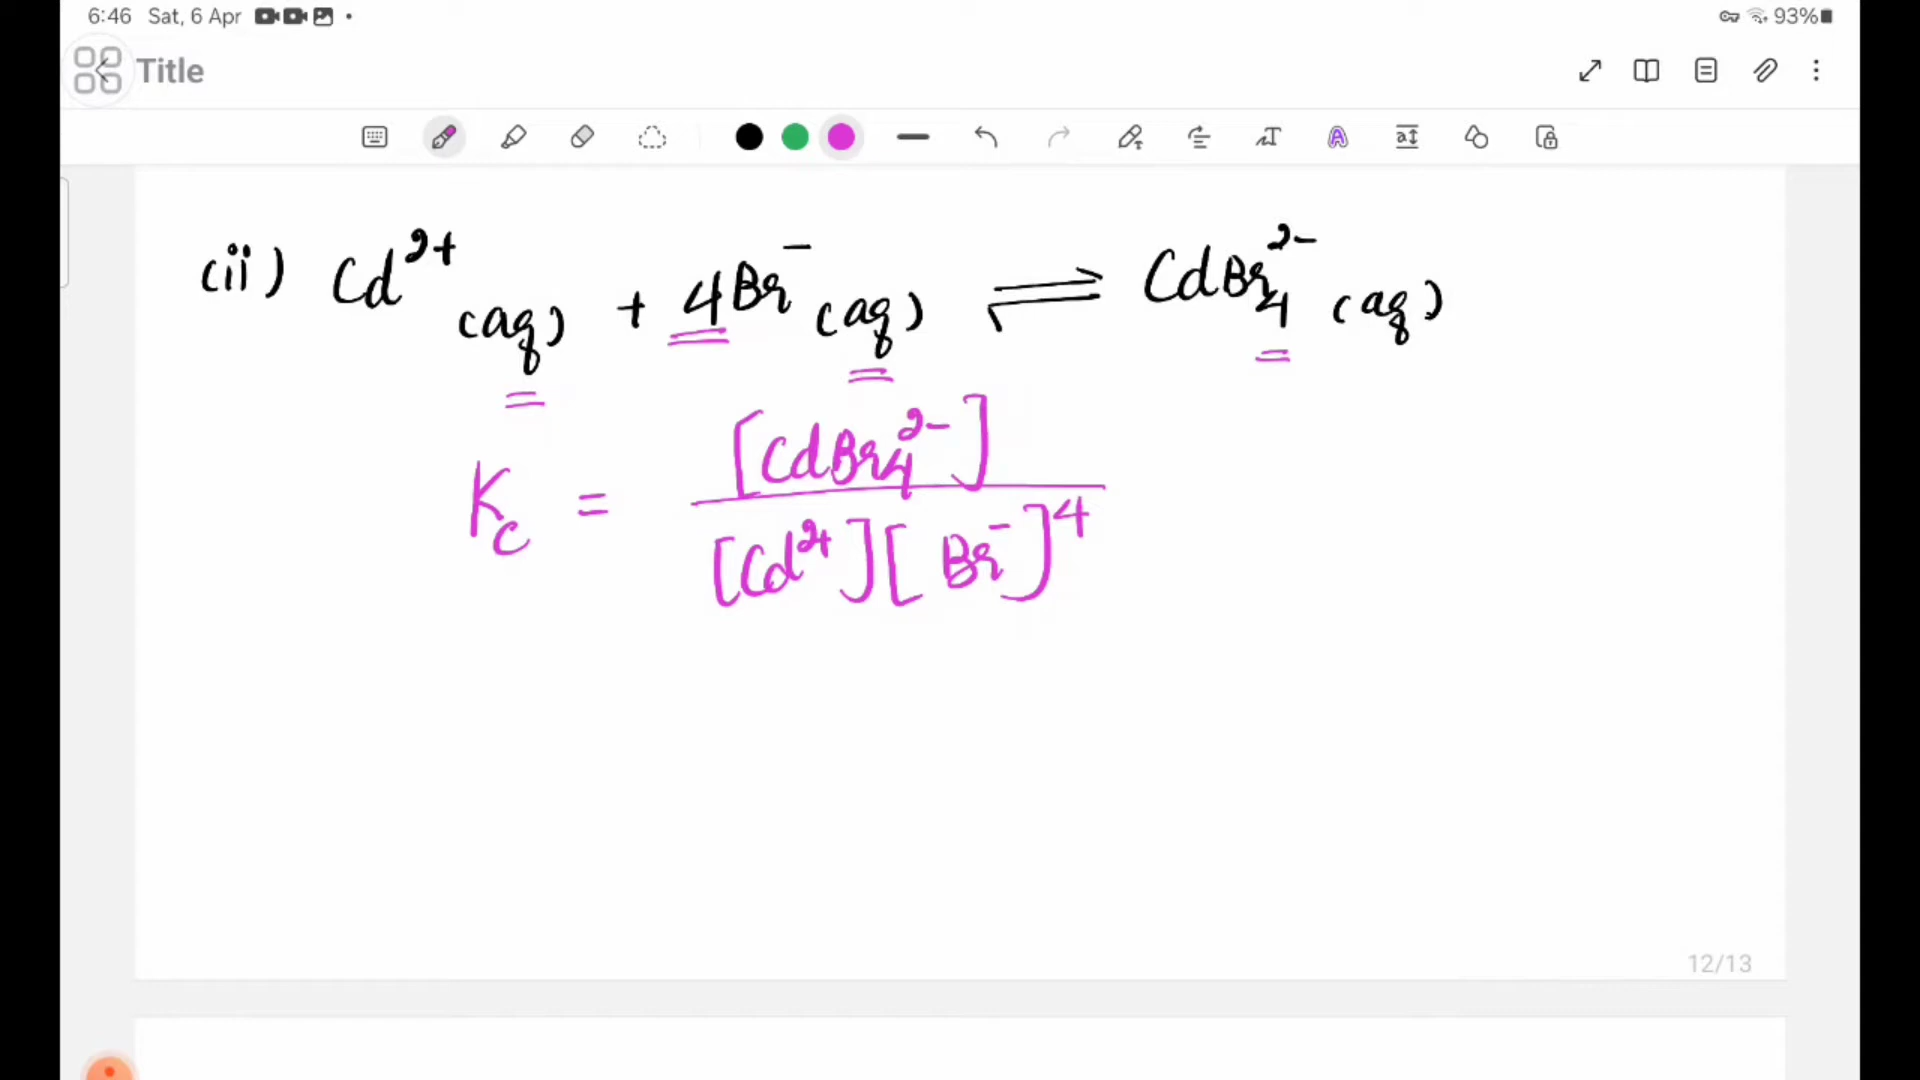 6:46 Sat, 6 Apr
93%
Title
(ii) Cd²⁺(aq) + 4Br⁻(aq) ⇌ CdBr₄²⁻(aq)
K_c = [CdBr₄²⁻] / [Cd²⁺][Br⁻]⁴
12/13